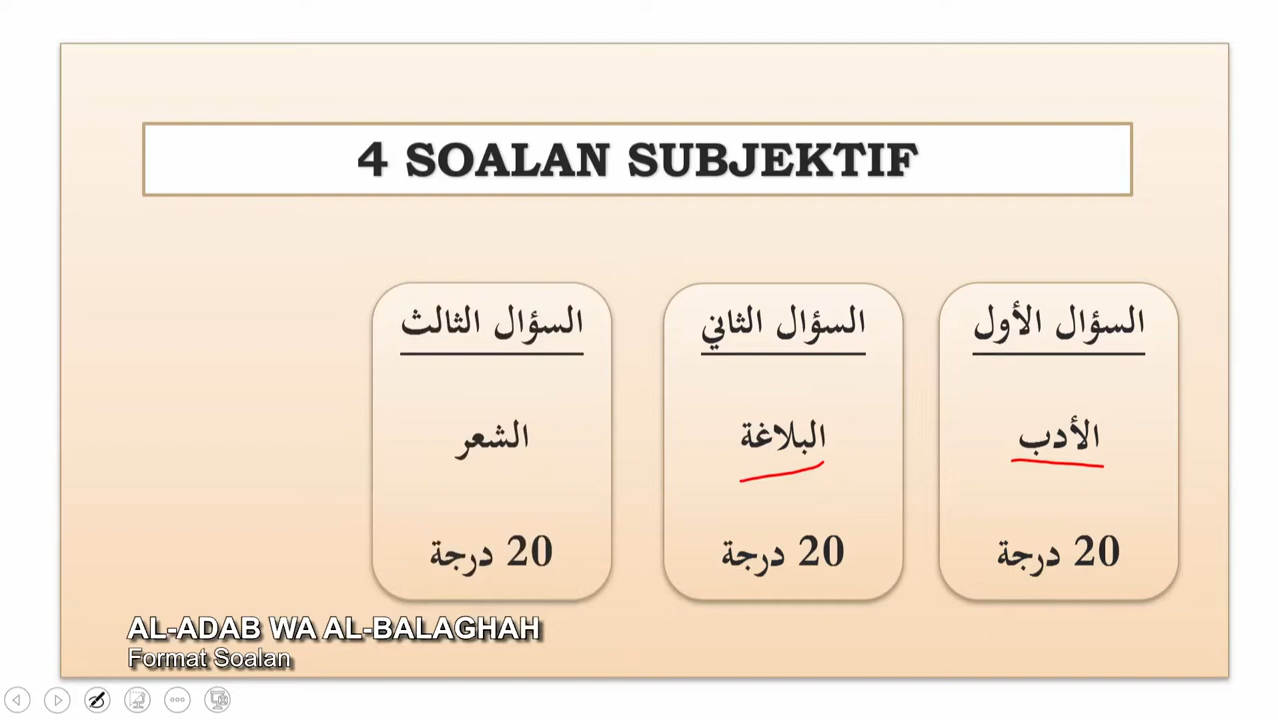 4 SOALAN SUBJEKTIF
السؤال الأول
الأدب
20 درجة
السؤال الثاني
البلاغة
20 درجة
السؤال الثالث
الشعر
20 درجة
AL-ADAB WA AL-BALAGHAH
Format Soalan